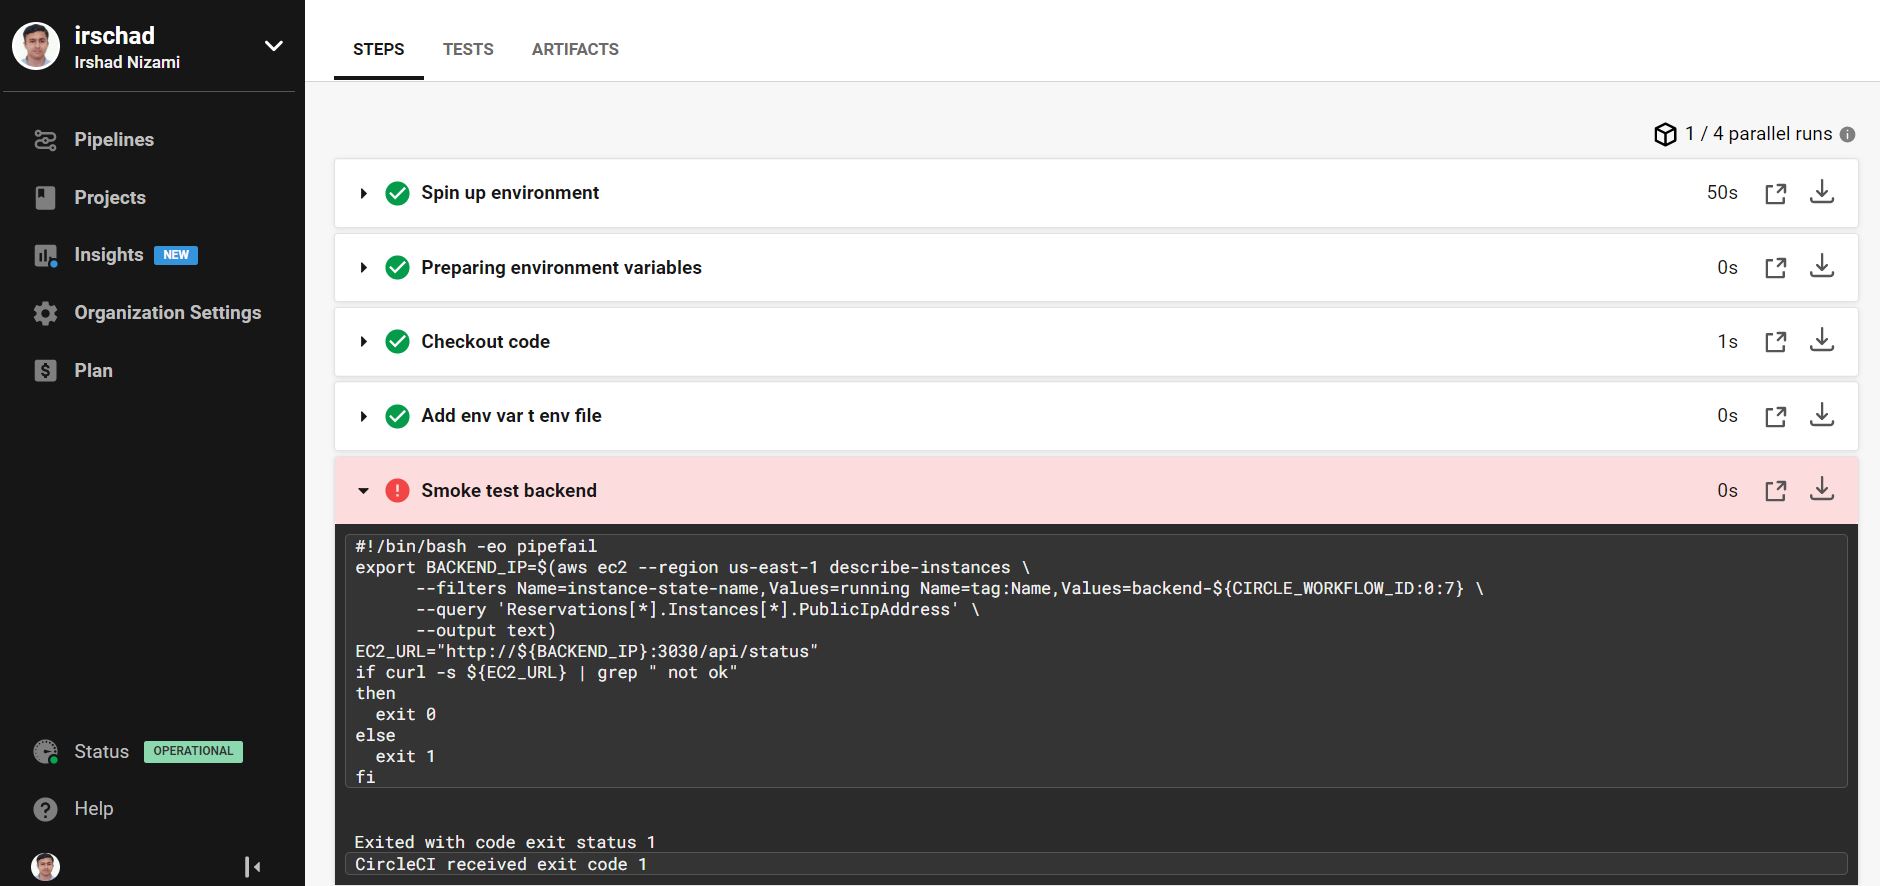 irschad
Irshad Nizami
Pipelines
Projects
Insights NEW
Organization Settings
Plan
Status OPERATIONAL
Help
STEPS TESTS ARTIFACTS
1 / 4 parallel runs
Spin up environment 50s
Preparing environment variables 0s
Checkout code 1s
Add env var t env file 0s
Smoke test backend 0s
#!/bin/bash -eo pipefail
export BACKEND_IP=$(aws ec2 --region us-east-1 describe-instances \
--filters Name=instance-state-name,Values=running Name=tag:Name,Values=backend-${CIRCLE_WORKFLOW_ID:0:7} \
--query 'Reservations[*].Instances[*].PublicIpAddress' \
--output text)
EC2_URL="http://${BACKEND_IP}:3030/api/status"
if curl -s ${EC2_URL} | grep " not ok"
then
exit 0
else
exit 1
fi
Exited with code exit status 1
CircleCI received exit code 1